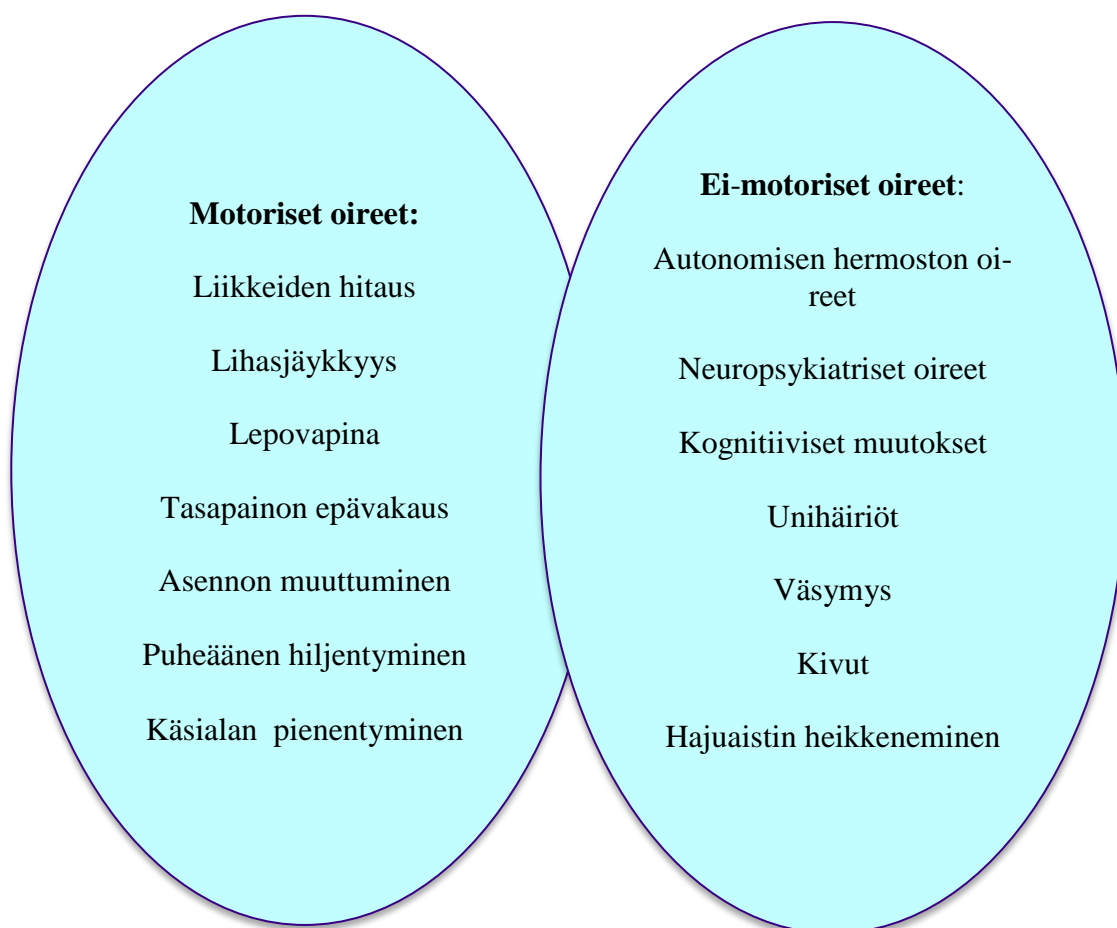 Motoriset oireet:
Liikkeiden hitaus
Lihasjäykkyys
Lepovapina
Tasapainon epävakaus
Asennon muuttuminen
Puheäänen hiljentyminen
Käsialan  pienentyminen
Ei-motoriset oireet:
Autonomisen hermoston oi-
reet
Neuropsykiatriset oireet
Kognitiiviset muutokset
Unihäiriöt
Väsymys
Kivut
Hajuaistin heikkeneminen